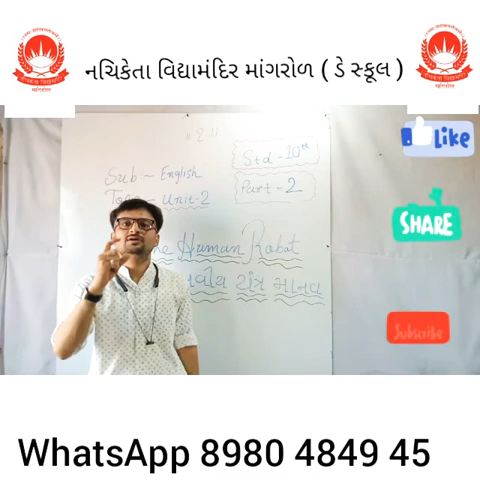 નચિકેતા વિદ્યામંદિર માંગરોળ ( ડે સ્કૂલ )
Like
SHARE
Subscribe
" 2 "
Std - 10th
Sub ~ English
Part - 2
Unit-2
Human Robot
યંત્ર માનવ
WhatsApp 8980 4849 45